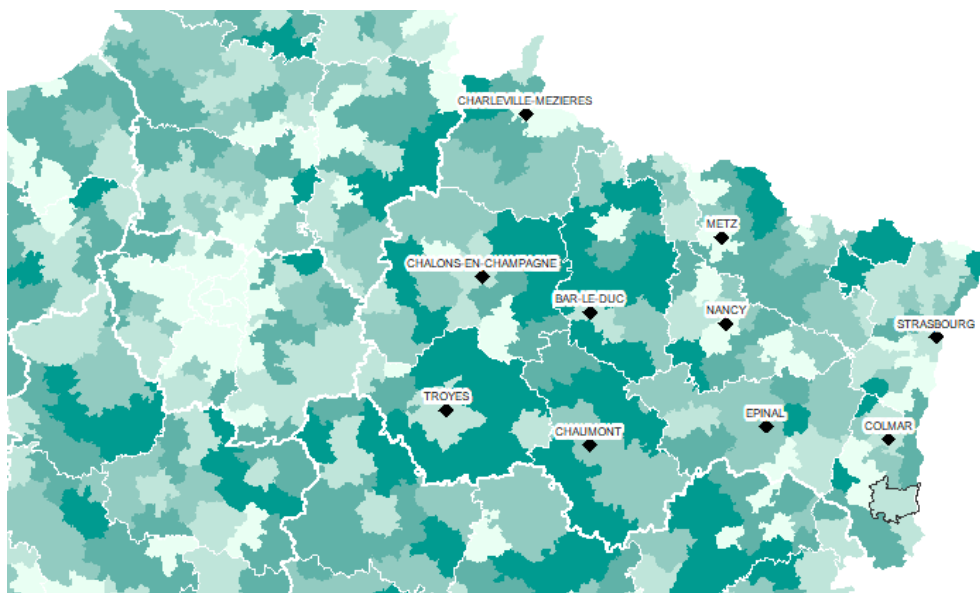 CHARLEVILLE-MEZIERES
METZ
CHALONS-EN-CHAMPAGNE
BAR-LE-DUC
NANCY
STRASBOURG
TROYES
EPINAL
CHAUMONT
COLMAR